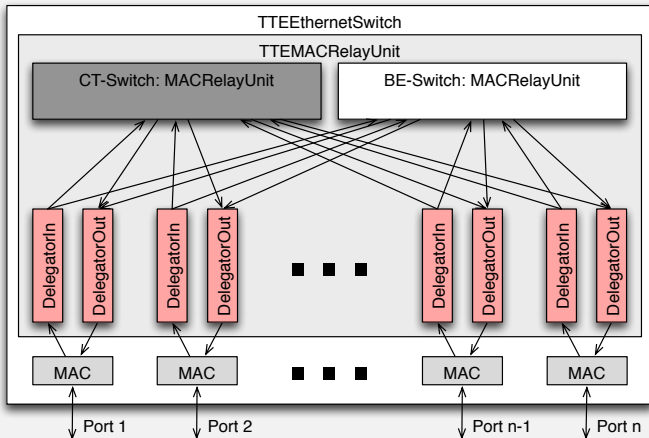 TTEEthernetSwitch
TTEMACRelayUnit
CT-Switch: MACRelayUnit
BE-Switch: MACRelayUnit
DelegatorIn
DelegatorOut
DelegatorIn
DelegatorOut
DelegatorIn
DelegatorOut
DelegatorIn
DelegatorOut
MAC
MAC
MAC
MAC
Port 1
Port 2
Port n-1
Port n